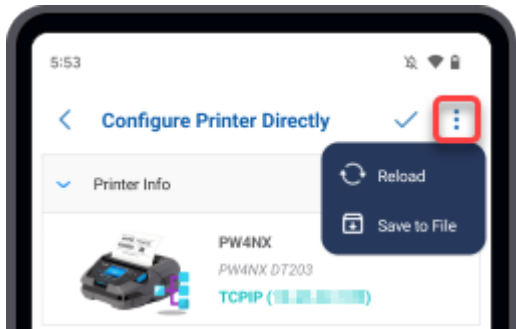 5:53
Configure Printer Directly
Reload
Printer Info
Save to File
PW4NX
PW4NX DT203
TCPIP ( )